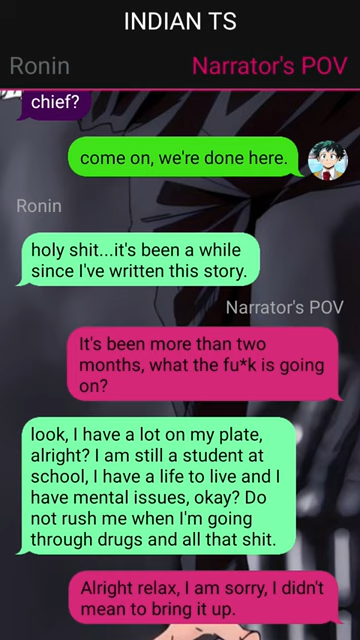 INDIAN TS
Ronin
Narrator's POV
chief?
come on, we're done here.
Ronin
holy shit...it's been a while
since I've written this story.
Narrator's POV
It's been more than two
months, what the fu*k is going
on?
look, I have a lot on my plate,
alright? I am still a student at
school, I have a life to live and I
have mental issues, okay? Do
not rush me when I'm going
through drugs and all that shit.
Alright relax, I am sorry, I didn't
mean to bring it up.